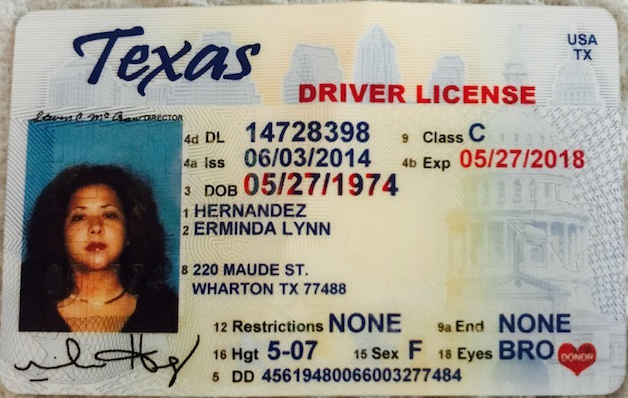 Texas
USA
TX
DRIVER LICENSE
DIRECTOR
4d DL 14728398 9 Class C
4a Iss 06/03/2014 4b Exp 05/27/2018
3 DOB 05/27/1974
1 HERNANDEZ
2 ERMINDA LYNN
8 220 MAUDE ST.
WHARTON TX 77488
12 Restrictions NONE 9a End NONE
16 Hgt 5-07 15 Sex F 18 Eyes BRO DONOR
5 DD 45619480066003277484